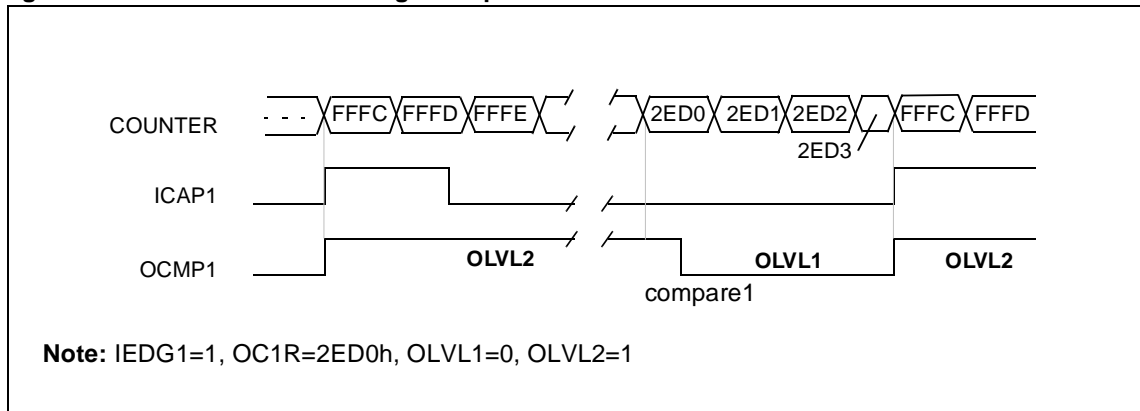 COUNTER - - - FFFC FFFD FFFE 2ED0 2ED1 2ED2 FFFC FFFD
2ED3
ICAP1
OCMP1 OLVL2 OLVL1 OLVL2
compare1
Note: IEDG1=1, OC1R=2ED0h, OLVL1=0, OLVL2=1